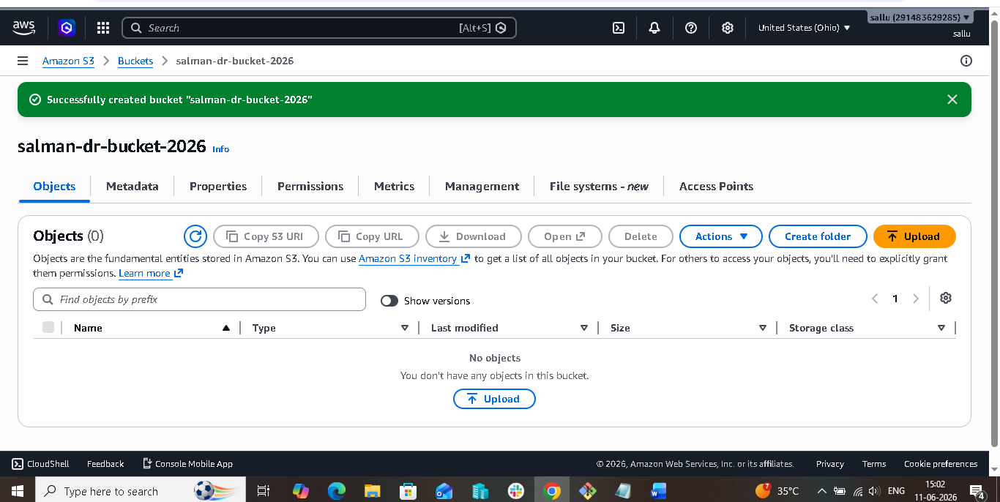 aws
Search [Alt+S]
United States (Ohio)
sallu (291483629285)
sallu
Amazon S3 > Buckets > salman-dr-bucket-2026
Successfully created bucket "salman-dr-bucket-2026"
salman-dr-bucket-2026 Info
Objects Metadata Properties Permissions Metrics Management File systems - new Access Points
Objects (0) Copy S3 URI Copy URL Download Open Delete Actions Create folder Upload
Objects are the fundamental entities stored in Amazon S3. You can use Amazon S3 inventory to get a list of all objects in your bucket. For others to access your objects, you'll need to explicitly grant
them permissions. Learn more
Find objects by prefix Show versions 1
Name Type Last modified Size Storage class
No objects
You don't have any objects in this bucket.
Upload
CloudShell Feedback Console Mobile App © 2026, Amazon Web Services, Inc. or its affiliates. Privacy Terms Cookie preferences
Type here to search 7 35°C ENG 15:02
11-06-2026 4